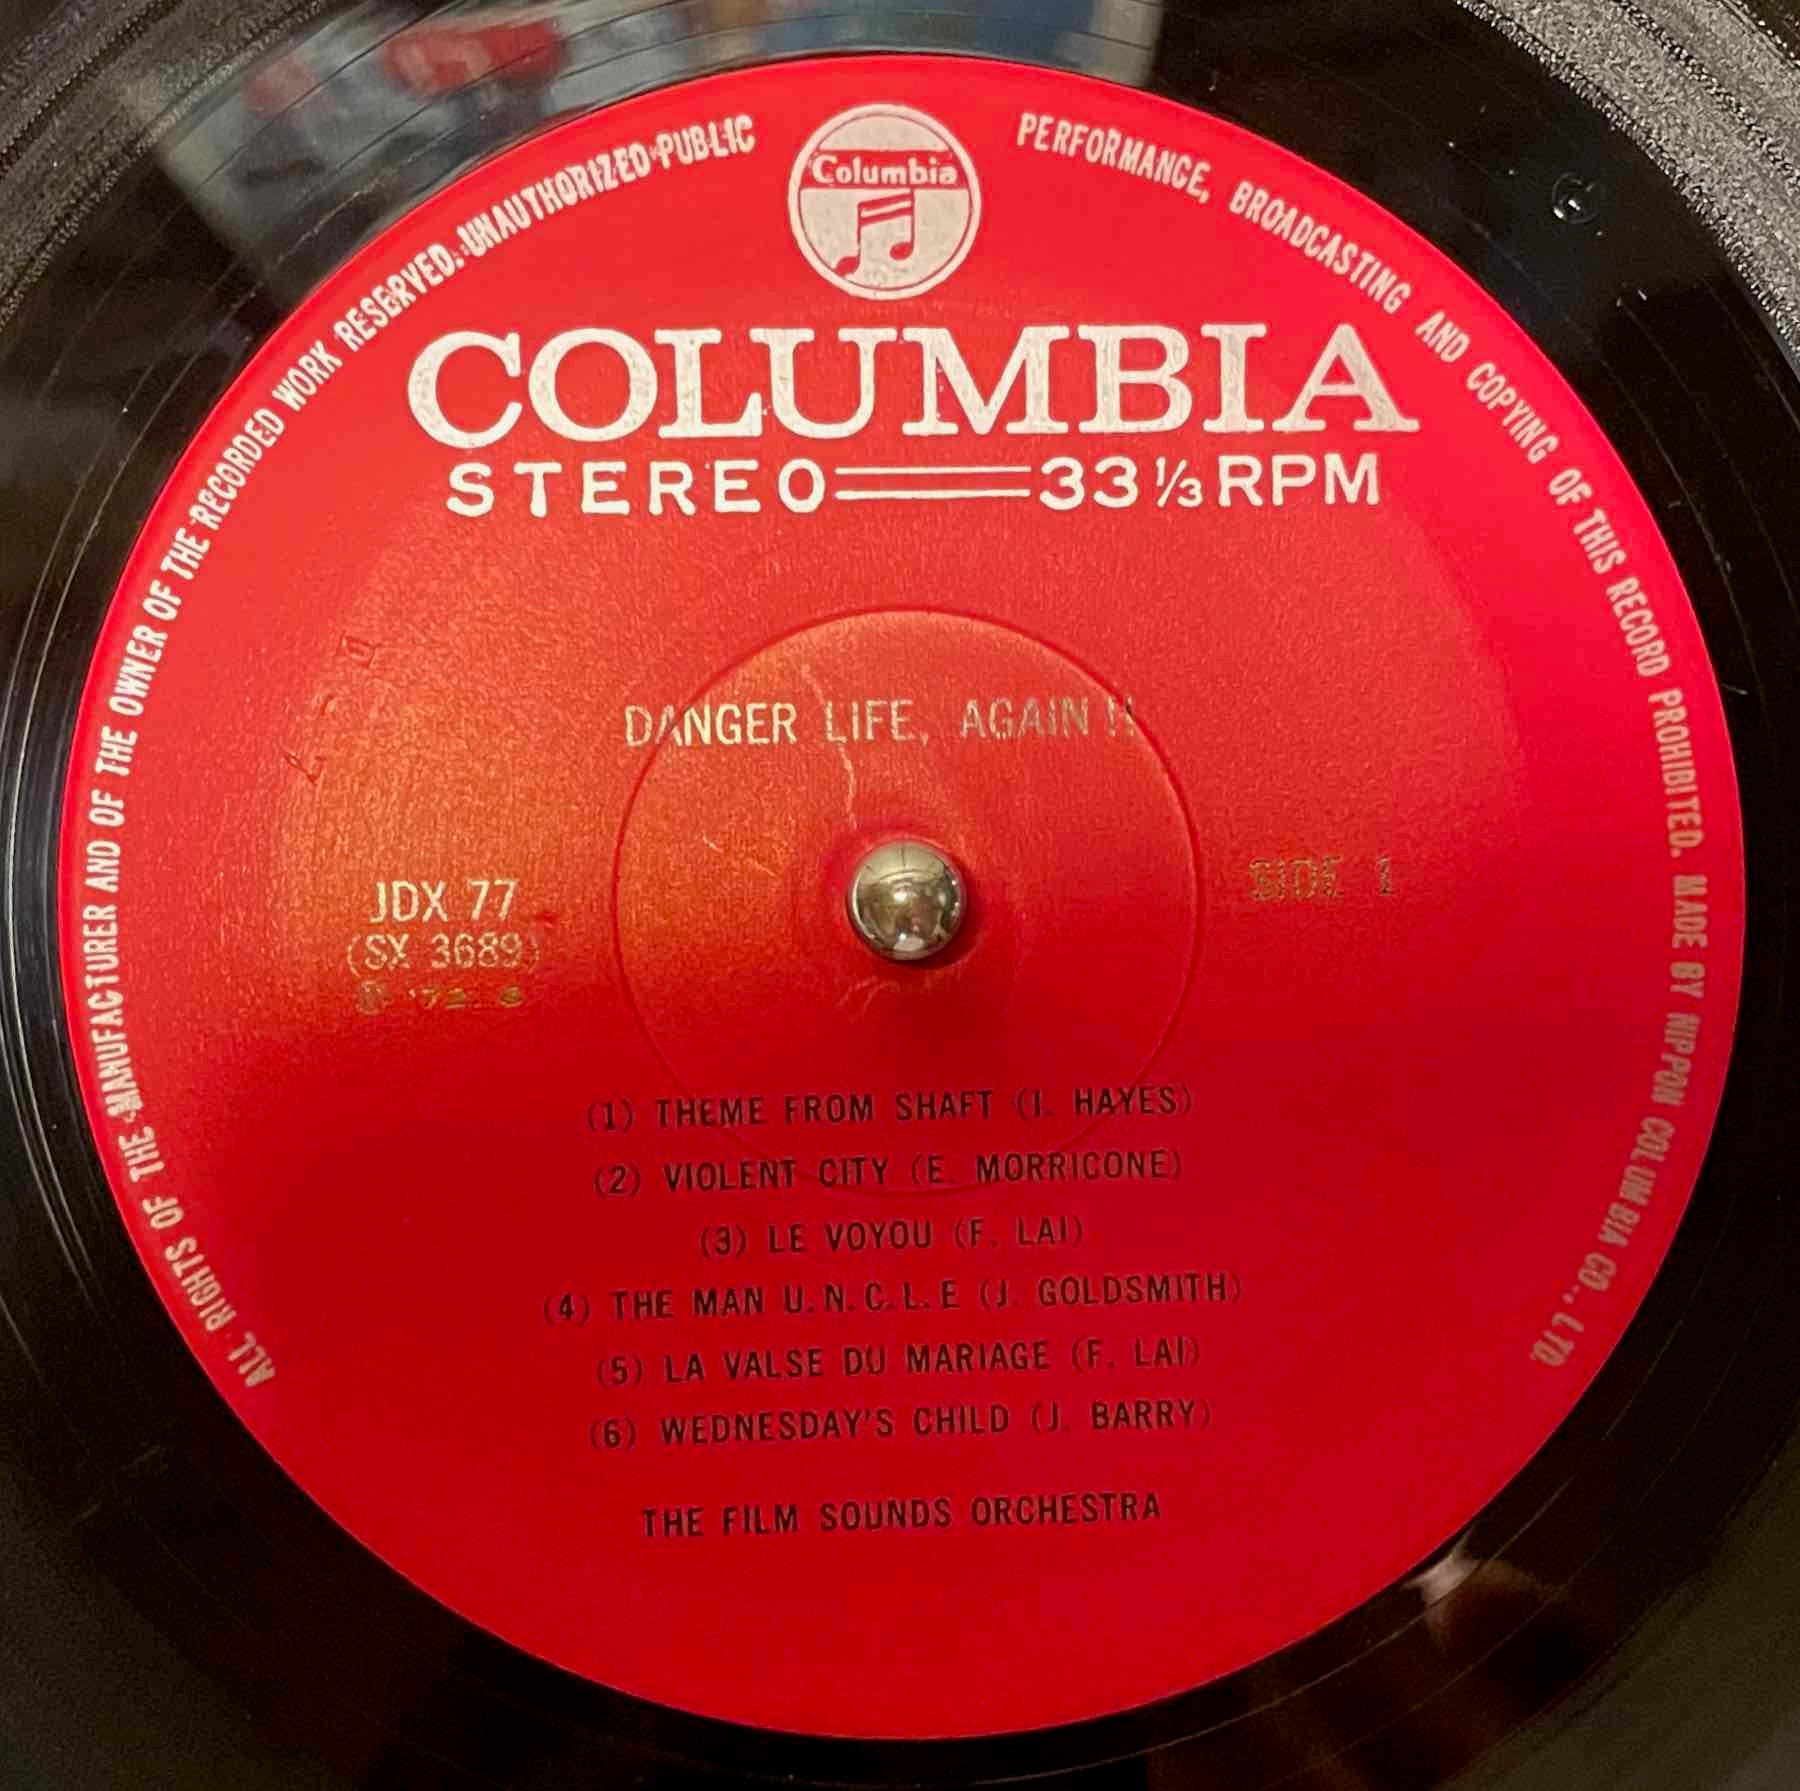 ALL RIGHTS OF THE MANUFACTURER AND OF THE OWNER OF THE RECORDED WORK RESERVED. UNAUTHORIZED PUBLIC PERFORMANCE, BROADCASTING AND COPYING OF THIS RECORD PROHIBITED. MADE BY NIPPON COLUMBIA CO., LTD.
Columbia
COLUMBIA
STEREO 33 1/3 RPM
DANGER LIFE, AGAIN !!
JDX 77
(SX 3689)
SIDE 1
Ⓟ '72. 6
(1) THEME FROM SHAFT (I. HAYES)
(2) VIOLENT CITY (E. MORRICONE)
(3) LE VOYOU (F. LAI)
(4) THE MAN U.N.C.L.E (J. GOLDSMITH)
(5) LA VALSE DU MARIAGE (F. LAI)
(6) WEDNESDAY'S CHILD (J. BARRY)
THE FILM SOUNDS ORCHESTRA